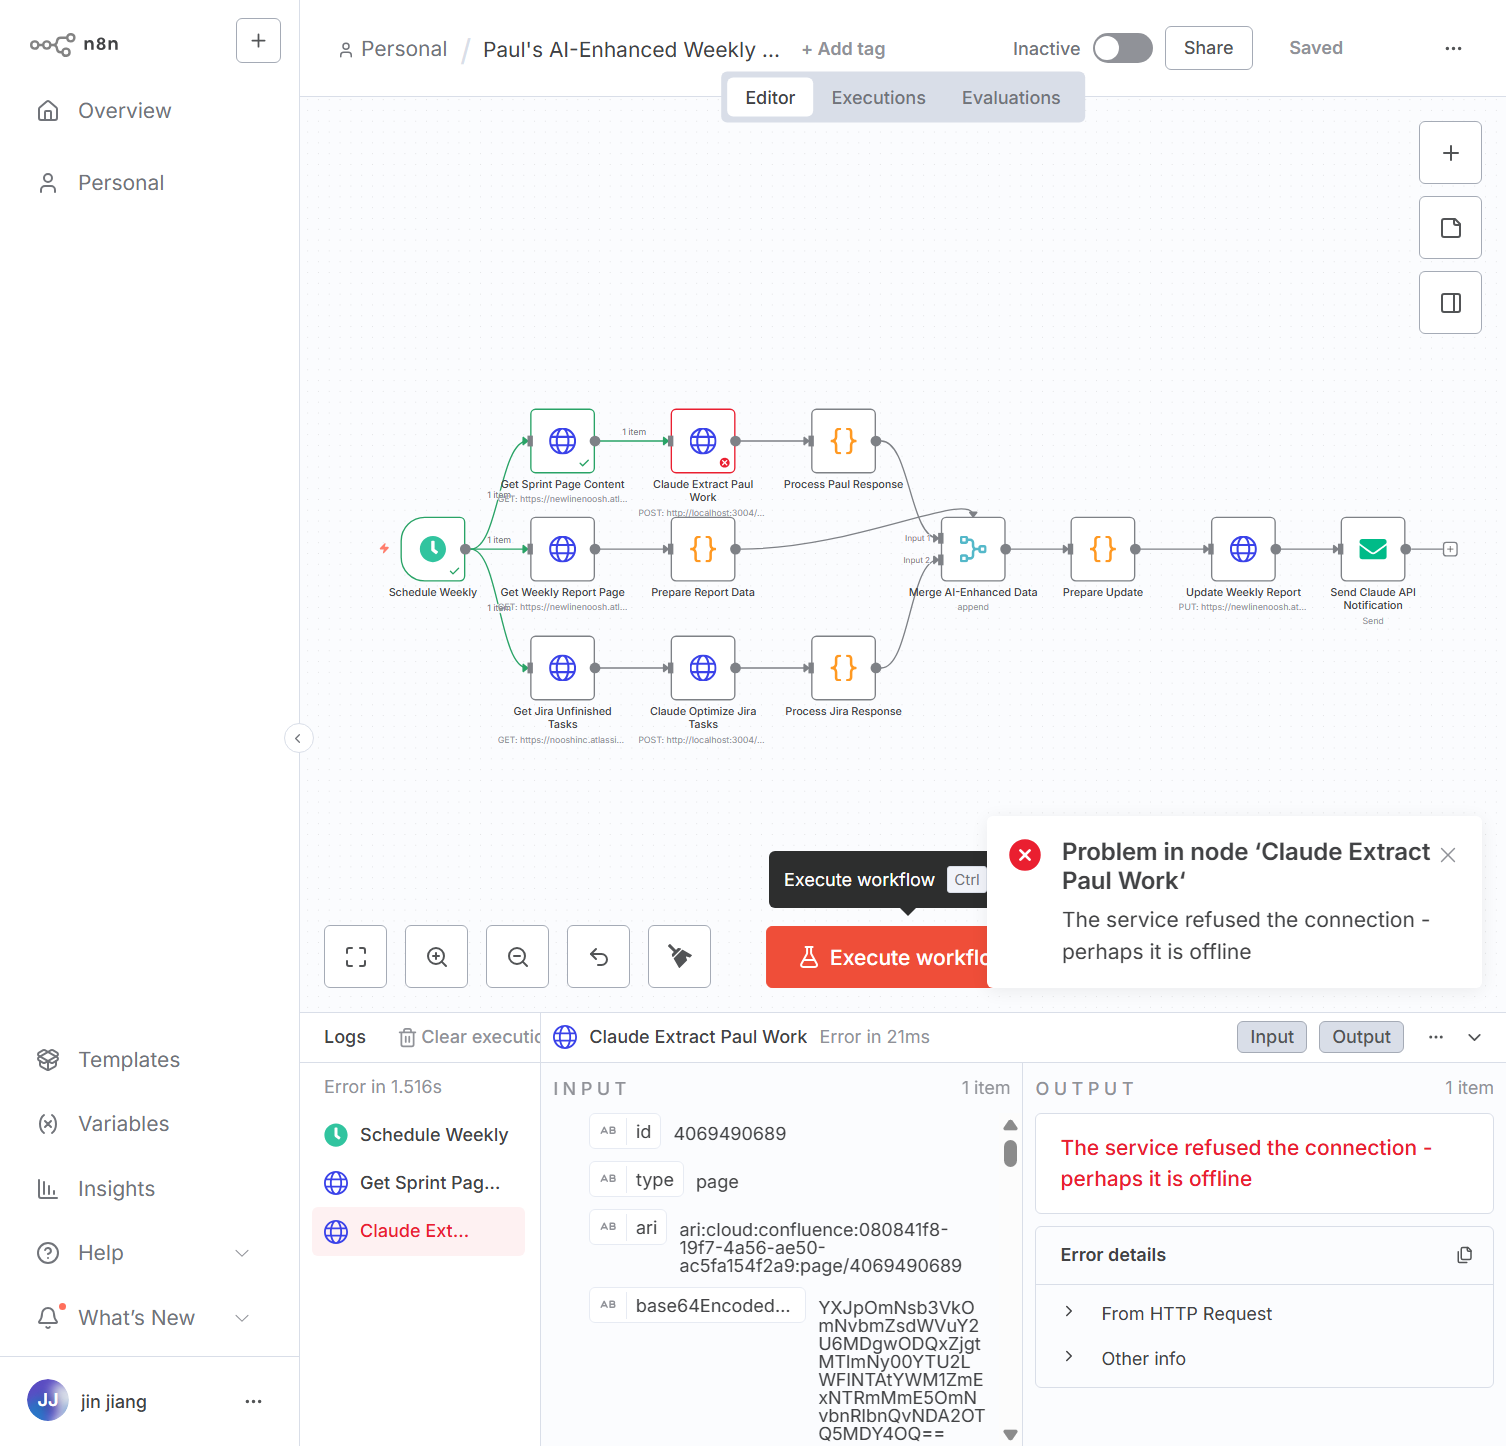 n8n
Overview
Personal
Templates
Variables
Insights
Help
What's New
JJ
jin jiang
Personal / Paul's AI-Enhanced Weekly ... + Add tag
Inactive
Share
Saved
Editor
Executions
Evaluations
1 item
Get Sprint Page Content
GET: https://newlinenoosh.atl...
Claude Extract Paul
Work
POST: http://localhost:3004/...
Process Paul Response
1 item
1 item
1 item
Schedule Weekly
Get Weekly Report Page
GET: https://newlinenoosh.atl...
Prepare Report Data
Input 1
Input 2
Merge AI-Enhanced Data
append
Prepare Update
Update Weekly Report
PUT: https://newlinenoosh.at...
Send Claude API
Notification
Send
Get Jira Unfinished
Tasks
GET: https://nooshinc.atlassi...
Claude Optimize Jira
Tasks
POST: http://localhost:3004/...
Process Jira Response
Execute workflow Ctrl
Execute workflo
Problem in node ‘Claude Extract
Paul Work‘
The service refused the connection -
perhaps it is offline
Logs
Clear executio
Error in 1.516s
Schedule Weekly
Get Sprint Pag...
Claude Ext...
Claude Extract Paul Work Error in 21ms
Input
Output
INPUT
1 item
AB id 4069490689
AB type page
AB ari ari:cloud:confluence:080841f8-
19f7-4a56-ae50-
ac5fa154f2a9:page/4069490689
AB base64Encoded... YXJpOmNsb3VkO
mNvbmZsdWVuY2
U6MDgwODQxZjgt
MTlmNy00YTU2L
WFlNTAtYWM1ZmE
xNTRmMmE5OmN
vbnRlbnQvNDA2OT
Q5MDY4OQ==
OUTPUT
1 item
The service refused the connection -
perhaps it is offline
Error details
From HTTP Request
Other info